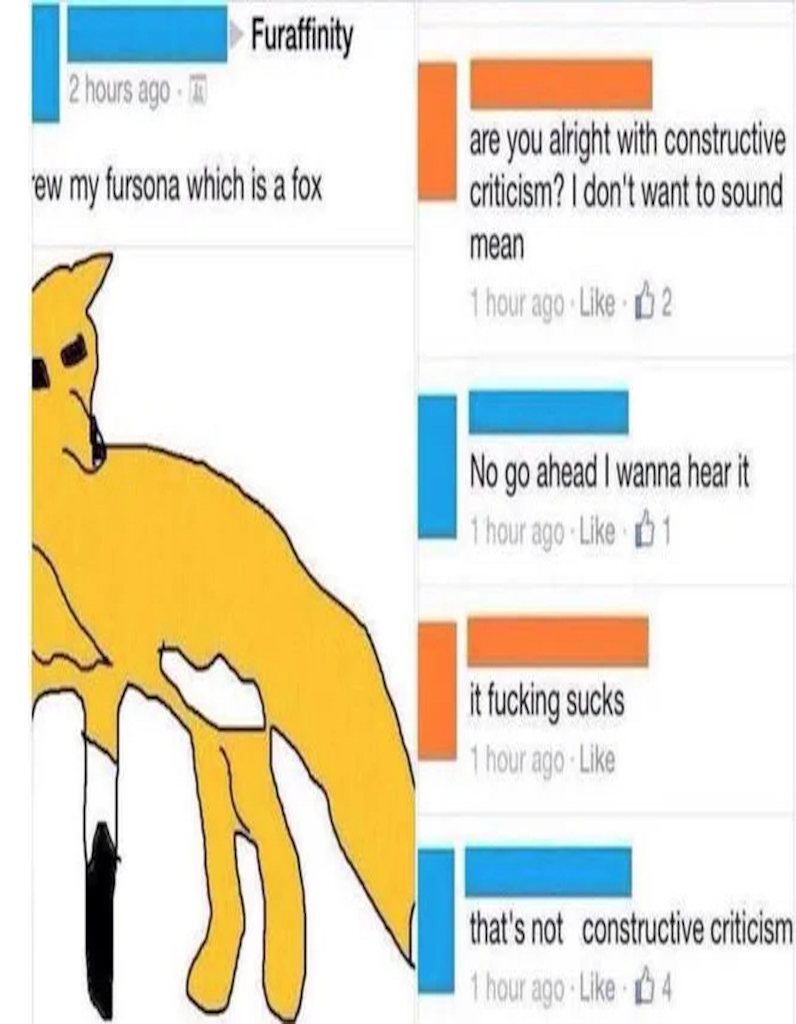 Furaffinity
2 hours ago ·
ew my fursona which is a fox
are you alright with constructive
criticism? I don't want to sound
mean
1 hour ago · Like · 2
No go ahead I wanna hear it
1 hour ago · Like · 1
it fucking sucks
1 hour ago · Like
that's not constructive criticism
1 hour ago · Like · 4